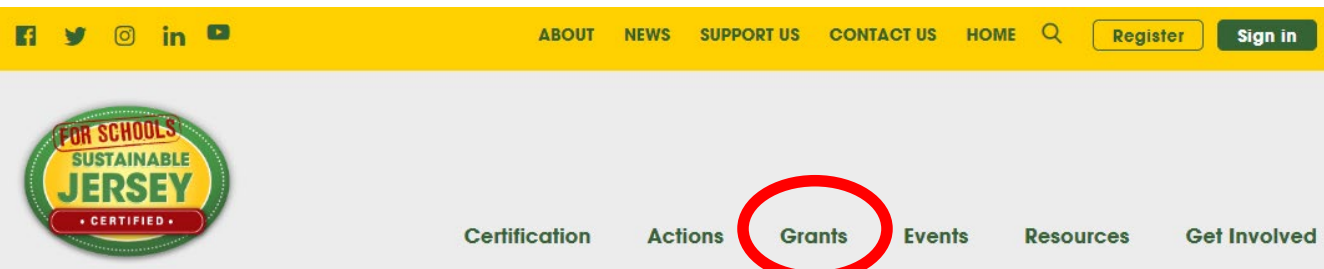 ABOUT NEWS SUPPORT US CONTACT US HOME Register Sign in
FOR SCHOOLS
SUSTAINABLE
JERSEY
• CERTIFIED •
Certification Actions Grants Events Resources Get Involved